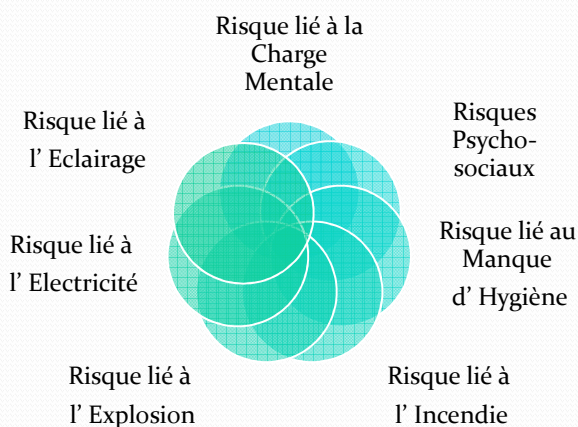 Risque lié à la
Charge
Mentale
Risques
Psycho-
sociaux
Risque lié au
Manque
d’ Hygiène
Risque lié à
l’ Incendie
Risque lié à
l’ Explosion
Risque lié à
l’ Electricité
Risque lié à
l’ Eclairage